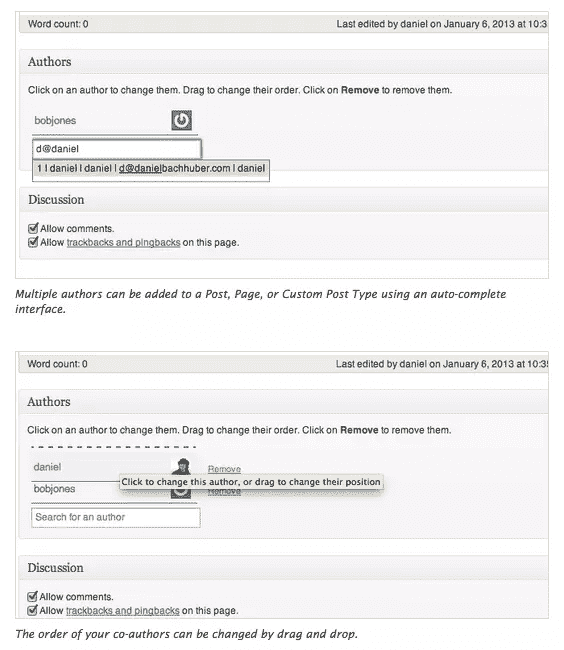 Word count: 0 Last edited by daniel on January 6, 2013 at 10:3
Authors
Click on an author to change them. Drag to change their order. Click on Remove to remove them.
bobjones
d@daniel
1 | daniel | daniel | d@danielbachhuber.com | daniel
Discussion
Allow comments.
Allow trackbacks and pingbacks on this page.
Multiple authors can be added to a Post, Page, or Custom Post Type using an auto-complete
interface.
Word count: 0 Last edited by daniel on January 6, 2013 at 10:35
Authors
Click on an author to change them. Drag to change their order. Click on Remove to remove them.
daniel Remove
Click to change this author, or drag to change their position
bobjones Remove
Search for an author
Discussion
Allow comments.
Allow trackbacks and pingbacks on this page.
The order of your co-authors can be changed by drag and drop.